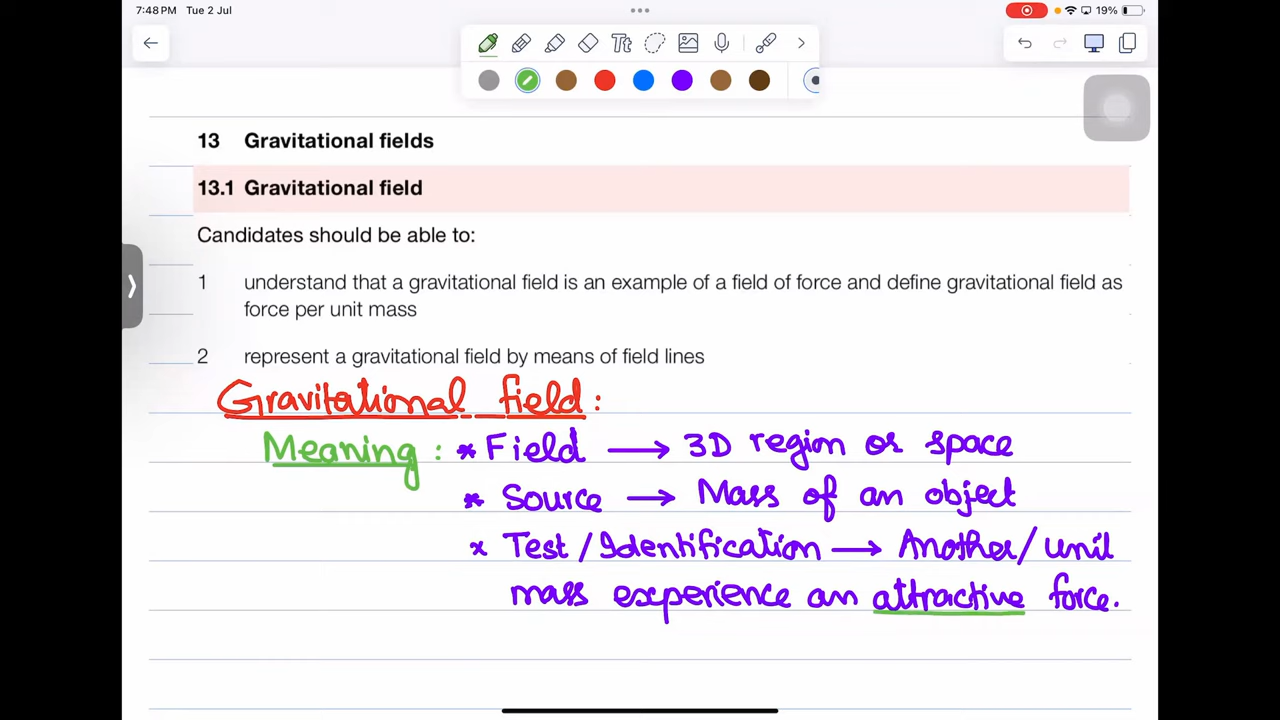 7:48 PM Tue 2 Jul
19%
Tt
13 Gravitational fields
13.1 Gravitational field
Candidates should be able to:
1 understand that a gravitational field is an example of a field of force and define gravitational field as
force per unit mass
2 represent a gravitational field by means of field lines
Gravitational field:
Meaning: * Field → 3D region or space
* Source → Mass of an object
* Test/Identification → Another/unit
mass experience an attractive force.